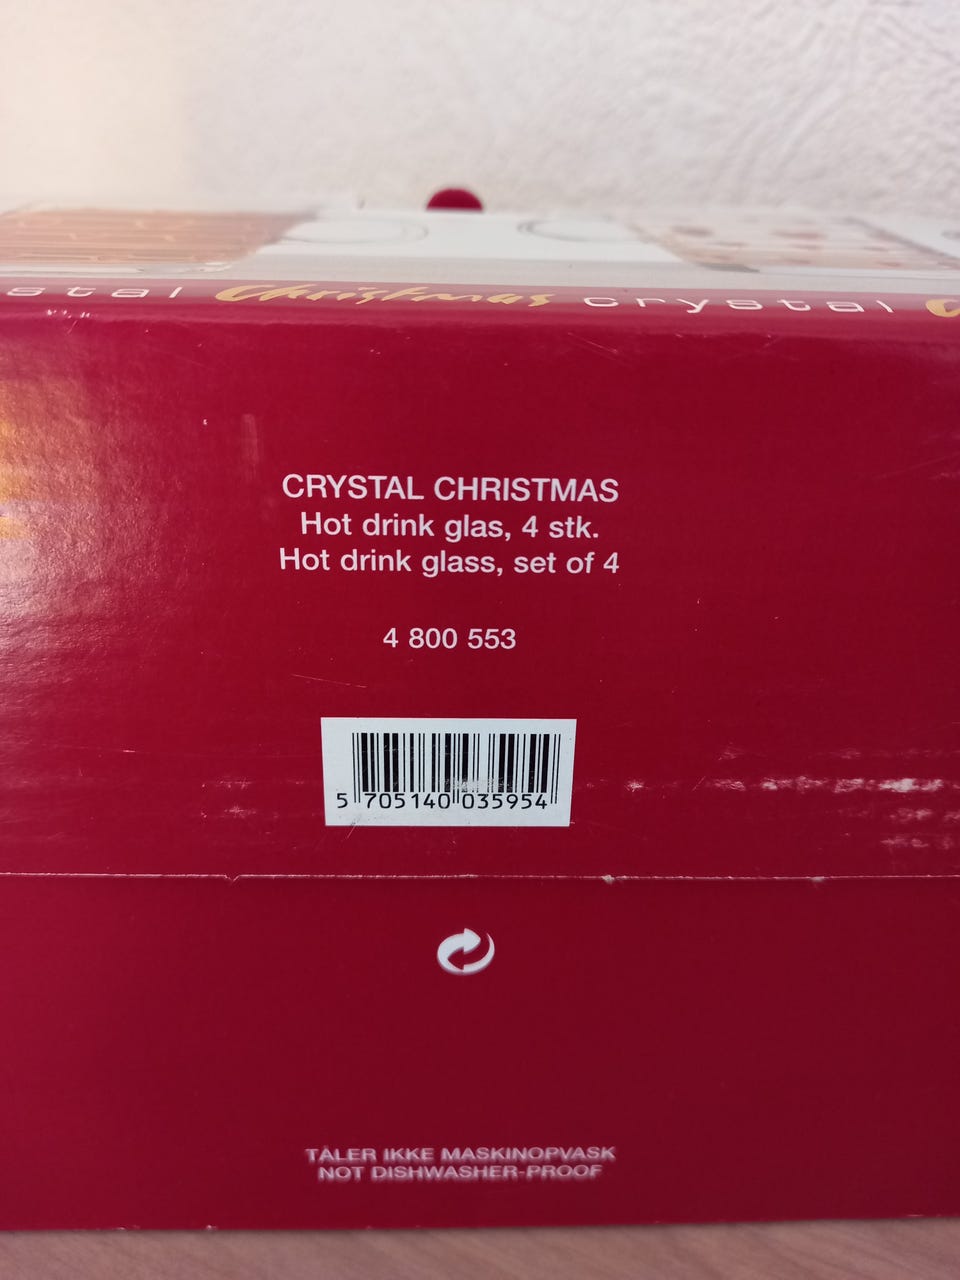 stal Christmas crystal
CRYSTAL CHRISTMAS
Hot drink glas, 4 stk.
Hot drink glass, set of 4
4 800 553
5 705140 035954
TÅLER IKKE MASKINOPVASK
NOT DISHWASHER-PROOF